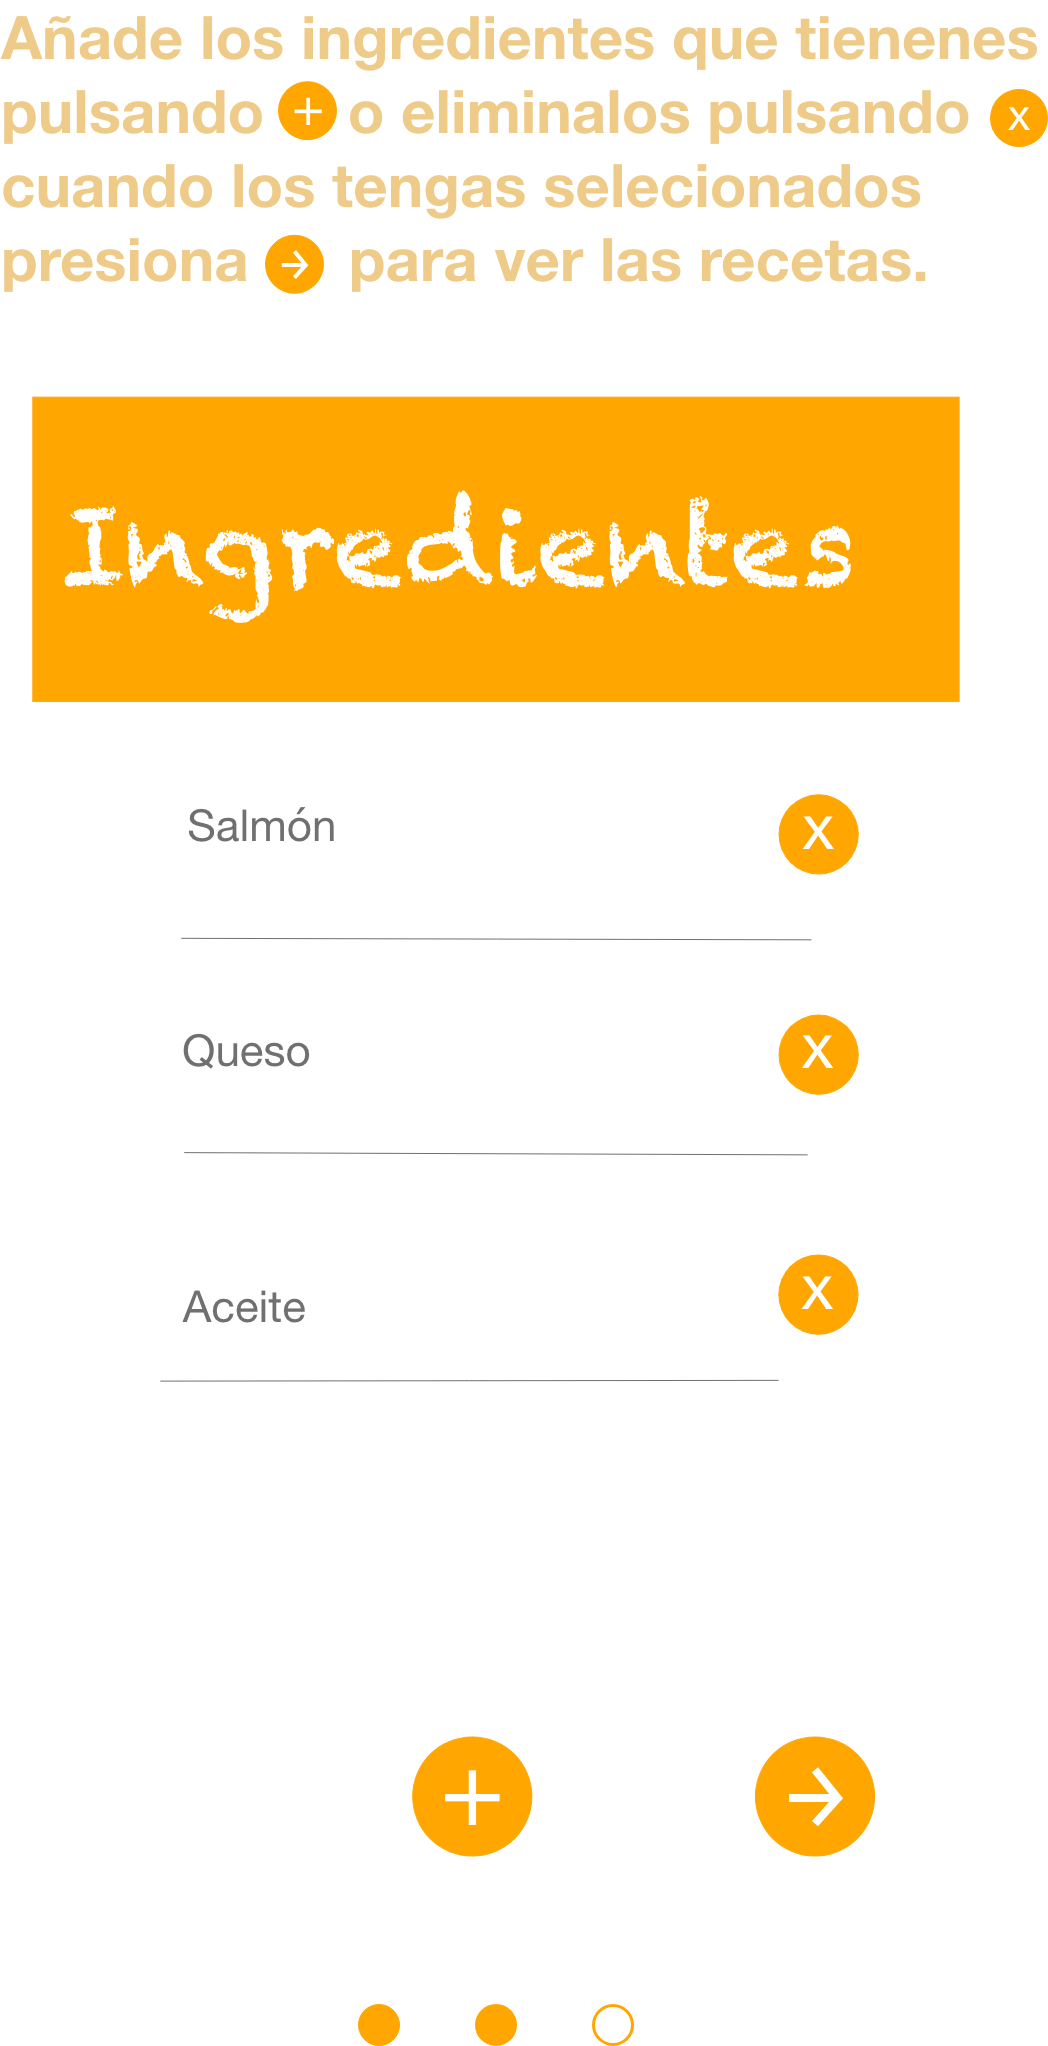 Añade los ingredientes que tienenes
pulsando + o eliminalos pulsando x
cuando los tengas selecionados
presiona → para ver las recetas.
Ingredientes
Salmón x
Queso x
Aceite x
+ →